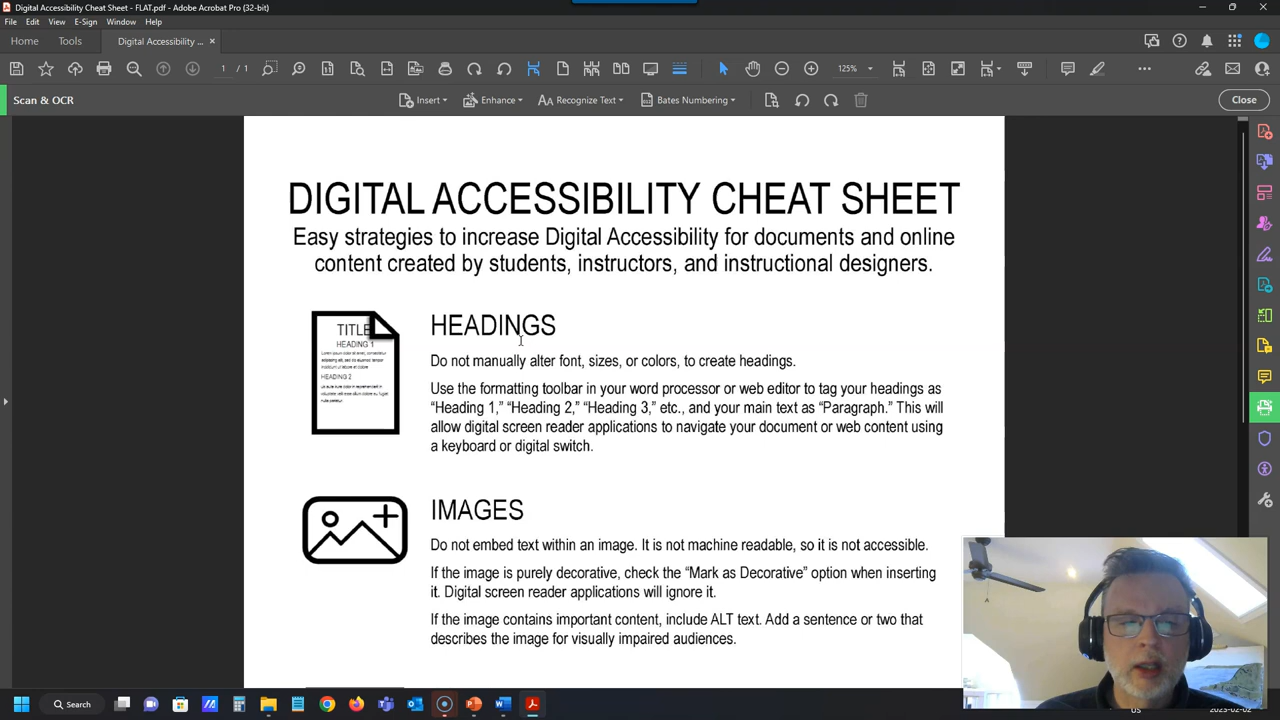 Digital Accessibility Cheat Sheet - FLAT.pdf - Adobe Acrobat Pro (32-bit)
File Edit View E-Sign Window Help
Home Tools Digital Accessibility ...
1 / 1 125%
Scan & OCR
Insert Enhance Recognize Text Bates Numbering Close
DIGITAL ACCESSIBILITY CHEAT SHEET
Easy strategies to increase Digital Accessibility for documents and online
content created by students, instructors, and instructional designers.
TITLE
HEADING 1
HEADING 2
HEADINGS
Do not manually alter font, sizes, or colors, to create headings.
Use the formatting toolbar in your word processor or web editor to tag your headings as
“Heading 1,” “Heading 2,” “Heading 3,” etc., and your main text as “Paragraph.” This will
allow digital screen reader applications to navigate your document or web content using
a keyboard or digital switch.
IMAGES
Do not embed text within an image. It is not machine readable, so it is not accessible.
If the image is purely decorative, check the “Mark as Decorative” option when inserting
it. Digital screen reader applications will ignore it.
If the image contains important content, include ALT text. Add a sentence or two that
describes the image for visually impaired audiences.
Search
US
2023-02-02